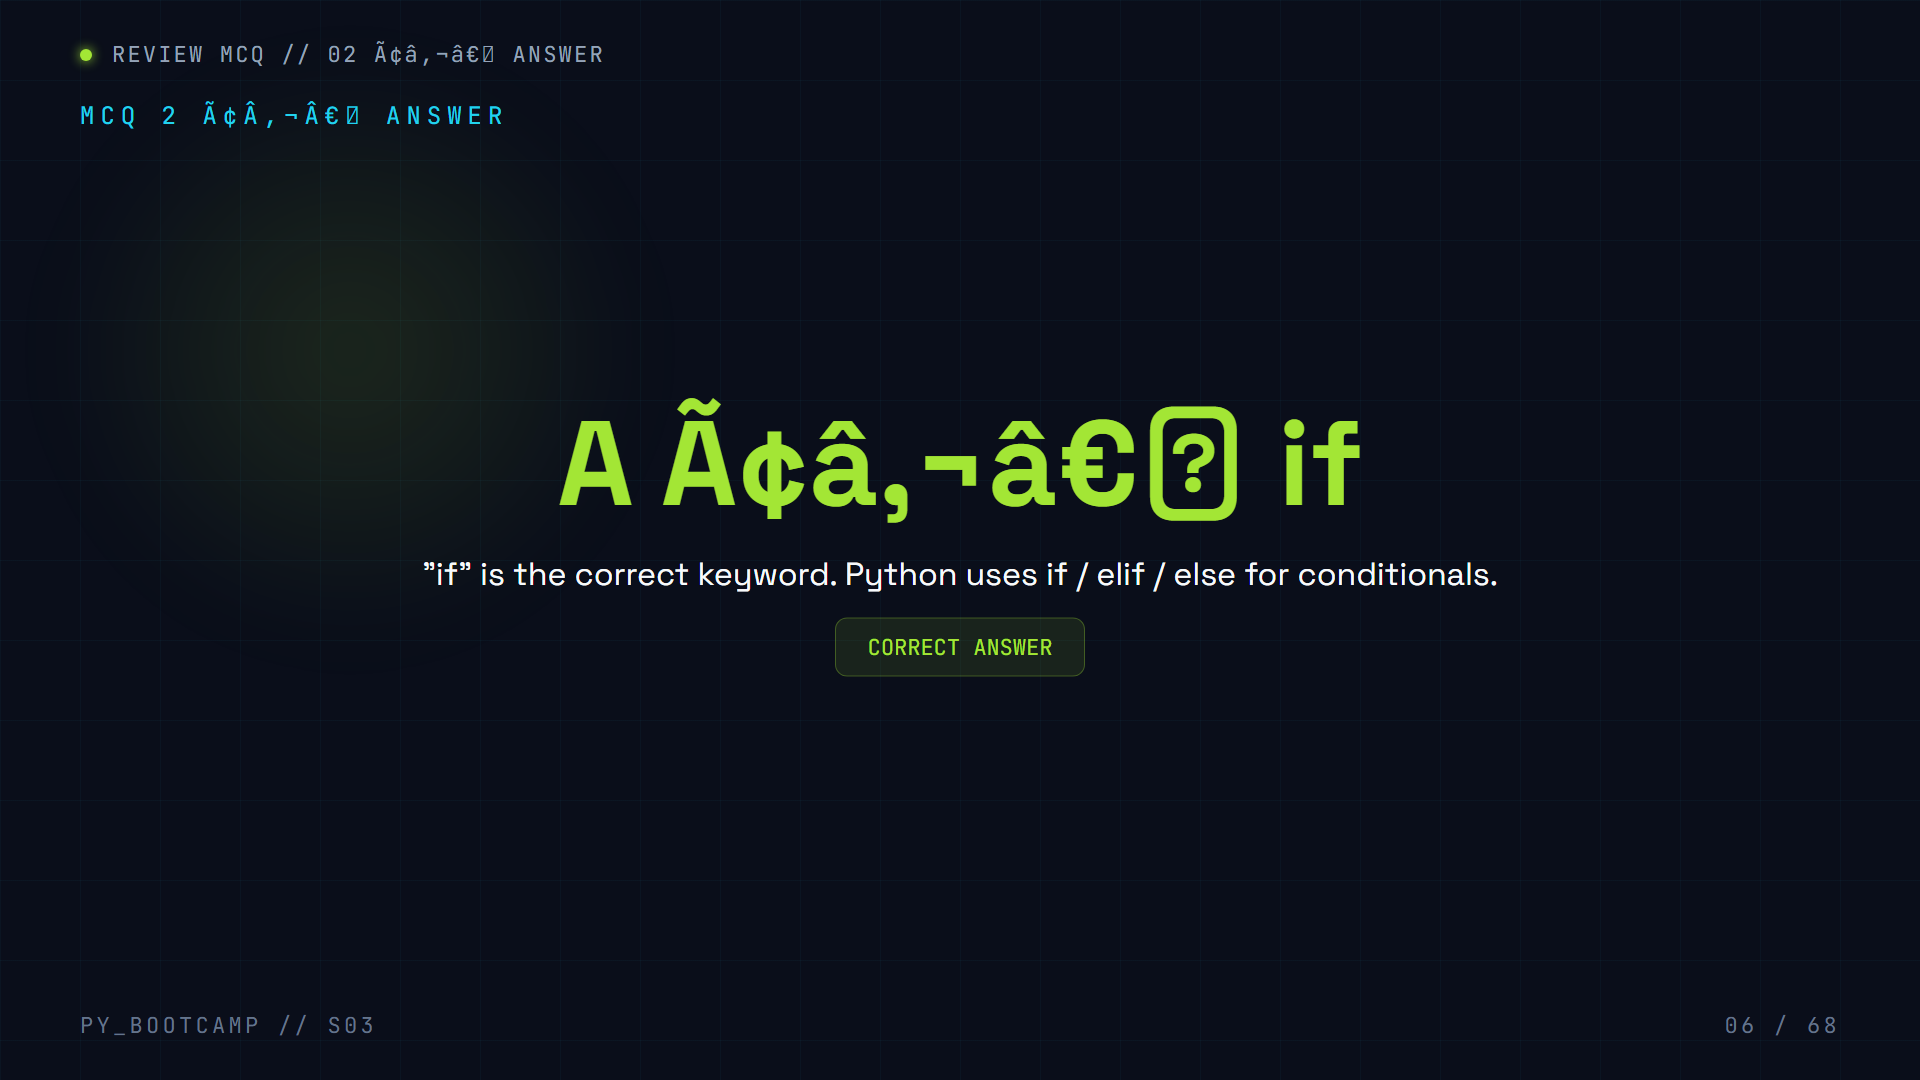 REVIEW MCQ // 02 Ã¢â‚¬â€ ANSWER
MCQ 2 Ã¢Â‚¬Â€ ANSWER
A Ã¢â‚¬â€ if
”if” is the correct keyword. Python uses if / elif / else for conditionals.
CORRECT ANSWER
PY_BOOTCAMP // S03
06 / 68